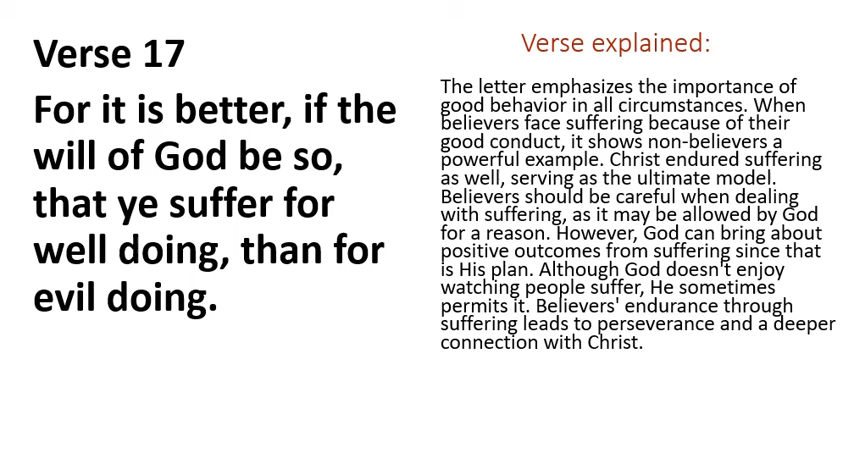 Verse 17
For it is better, if the
will of God be so,
that ye suffer for
well doing, than for
evil doing.
Verse explained:
The letter emphasizes the importance of
good behavior in all circumstances. When
believers face suffering because of their
good conduct, it shows non-believers a
powerful example. Christ endured suffering
as well, serving as the ultimate model.
Believers should be careful when dealing
with suffering, as it may be allowed by God
for a reason. However, God can bring about
positive outcomes from suffering since that
is His plan. Although God doesn't enjoy
watching people suffer, He sometimes
permits it. Believers' endurance through
suffering leads to perseverance and a deeper
connection with Christ.